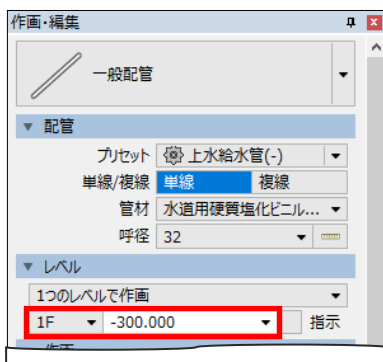 作画・編集
一般配管
配管
プリセット 上水給水管(-)
単線/複線 単線 複線
管材 水道用硬質塩化ビニル...
呼径 32
レベル
1つのレベルで作画
1F -300.000 指示